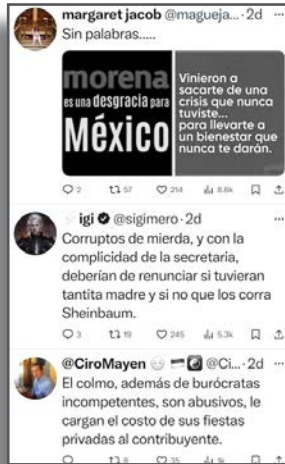 margaret jacob @magueja... · 2d ...
Sin palabras.....
morena
es una desgracia para
México
Vinieron a
sacarte de una
crisis que nunca
tuviste...
para llevarte a
un bienestar que
nunca te darán.
2 57 214 8.6k
igi @sigimero · 2d ...
Corruptos de mierda, y con la
complicidad de la secretaria,
deberían de renunciar si tuvieran
tantita madre y si no que los corra
Sheinbaum.
3 19 245 5.3k
@CiroMayen @Ci... · 2d ...
El colmo, además de burócratas
incompetentes, son abusivos, le
cargan el costo de sus fiestas
privadas al contribuyente.
8 35 1k